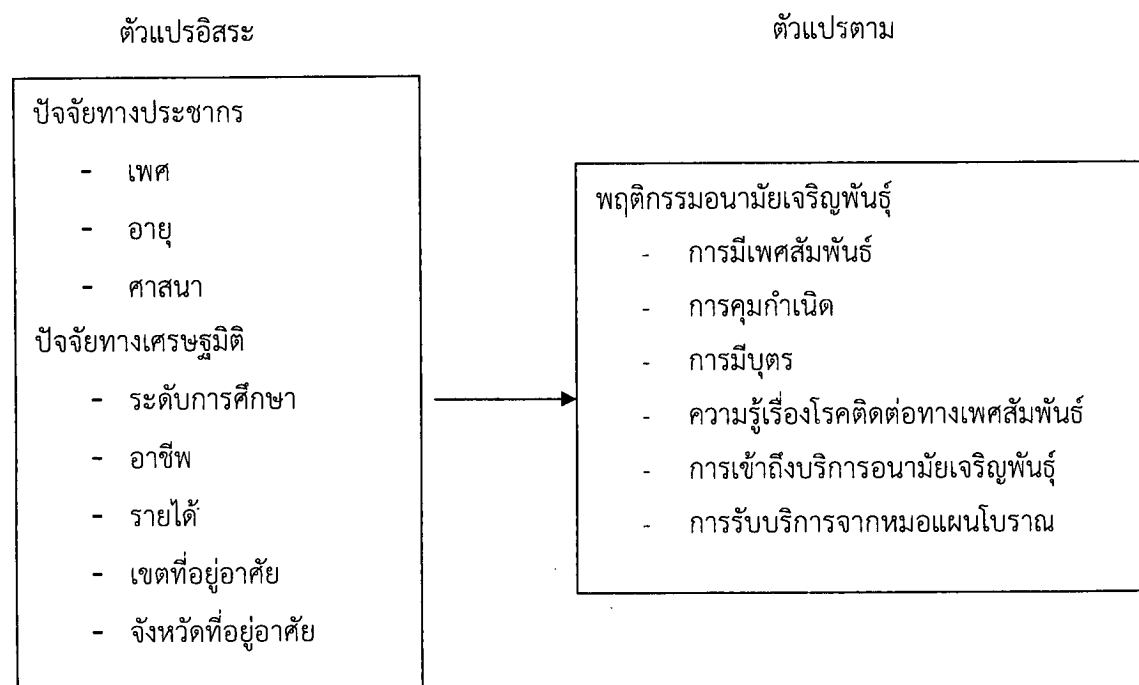 ตัวแปรอิสระ
ตัวแปรตาม
ปัจจัยทางประชากร
- เพศ
- อายุ
- ศาสนา
ปัจจัยทางเศรษฐมิติ
- ระดับการศึกษา
- อาชีพ
- รายได้
- เขตที่อยู่อาศัย
- จังหวัดที่อยู่อาศัย
พฤติกรรมอนามัยเจริญพันธุ์
- การมีเพศสัมพันธ์
- การคุมกำเนิด
- การมีบุตร
- ความรู้เรื่องโรคติดต่อทางเพศสัมพันธ์
- การเข้าถึงบริการอนามัยเจริญพันธุ์
- การรับบริการจากหมอแผนโบราณ